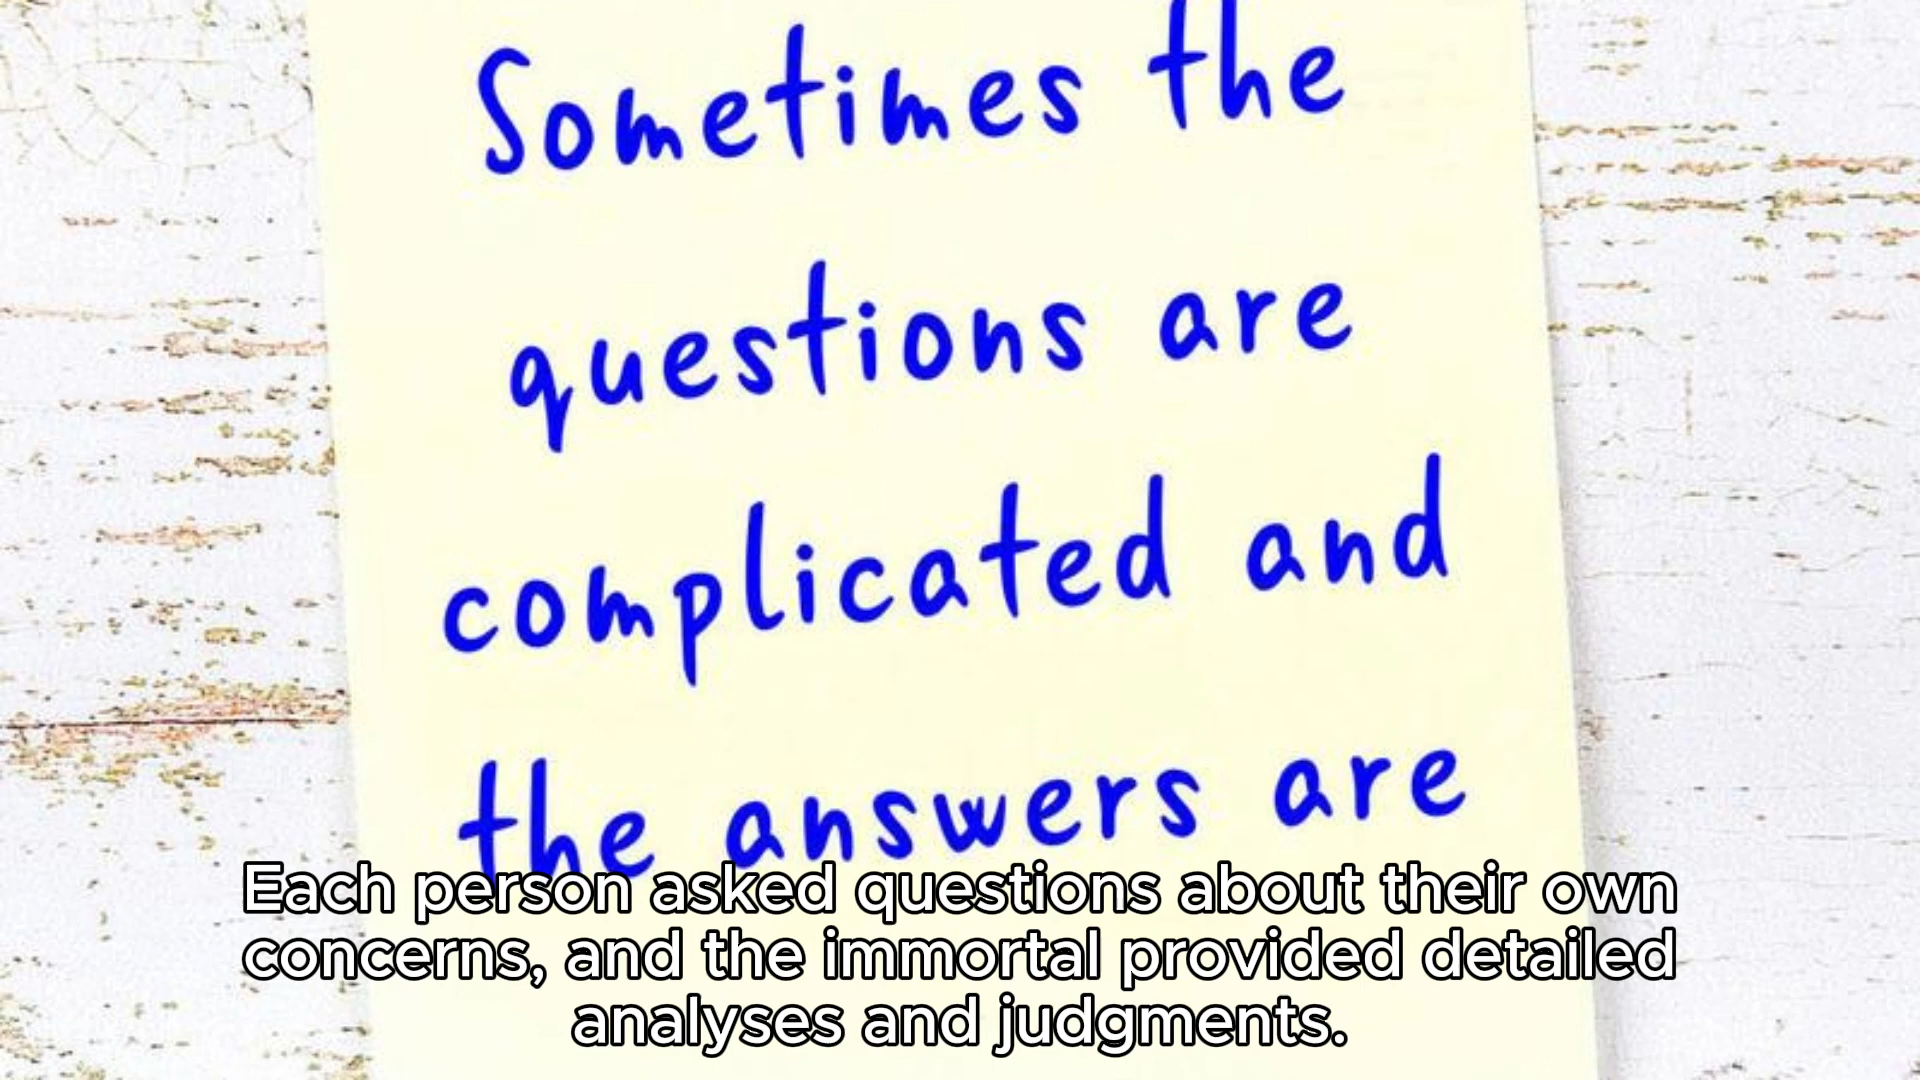 Sometimes the
questions are
complicated and
the answers are
Each person asked questions about their own
concerns, and the immortal provided detailed
analyses and judgments.